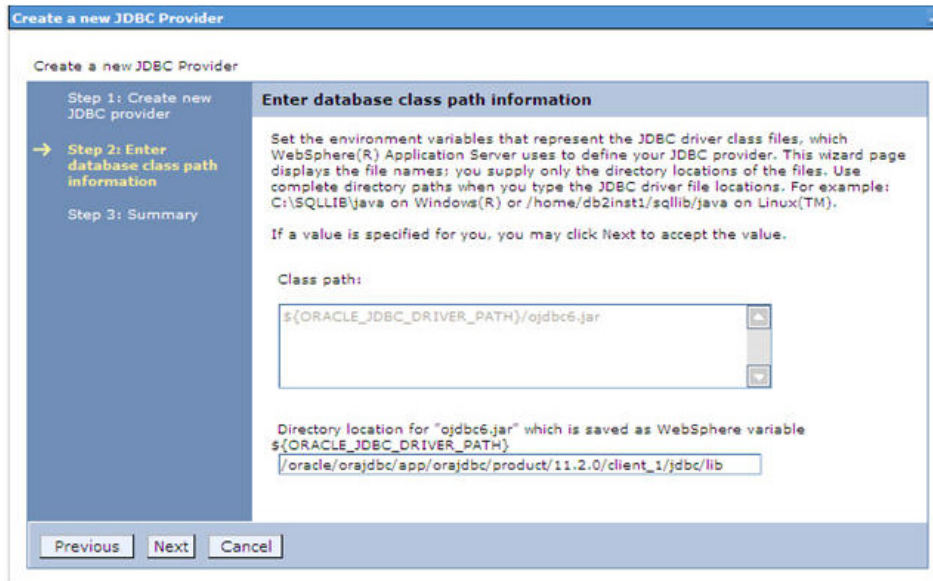 Create a new JDBC Provider
Create a new JDBC Provider
Step 1: Create new
JDBC provider
Step 2: Enter
database class path
information
Step 3: Summary
Enter database class path information
Set the environment variables that represent the JDBC driver class files, which
WebSphere(R) Application Server uses to define your JDBC provider. This wizard page
displays the file names; you supply only the directory locations of the files. Use
complete directory paths when you type the JDBC driver file locations. For example:
C:\SQLLIB\java on Windows(R) or /home/db2inst1/sqllib/java on Linux(TM).
If a value is specified for you, you may click Next to accept the value.
Class path:
${ORACLE_JDBC_DRIVER_PATH}/ojdbc6.jar
Directory location for "ojdbc6.jar" which is saved as WebSphere variable
${ORACLE_JDBC_DRIVER_PATH}
/oracle/orajdbc/app/orajdbc/product/11.2.0/client_1/jdbc/lib
Previous Next Cancel